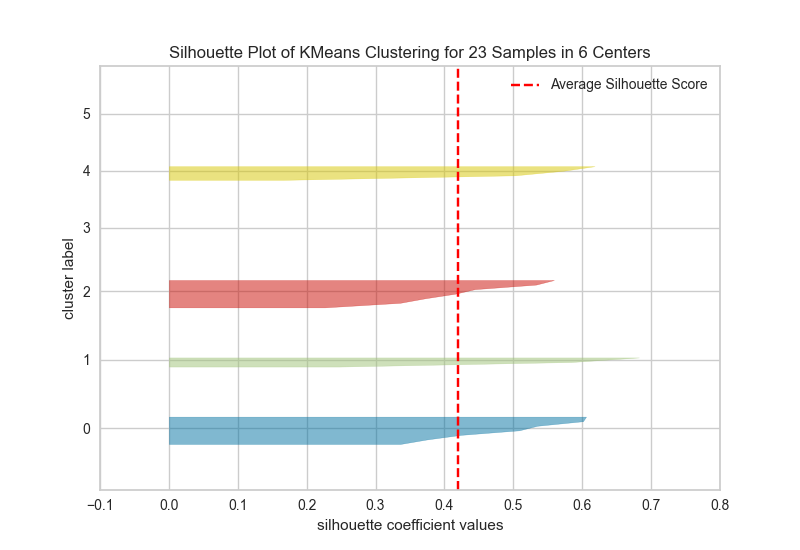 Silhouette Plot of KMeans Clustering for 23 Samples in 6 Centers
Average Silhouette Score
5
4
3
2
1
0
cluster label
−0.1 0.0 0.1 0.2 0.3 0.4 0.5 0.6 0.7 0.8
silhouette coefficient values